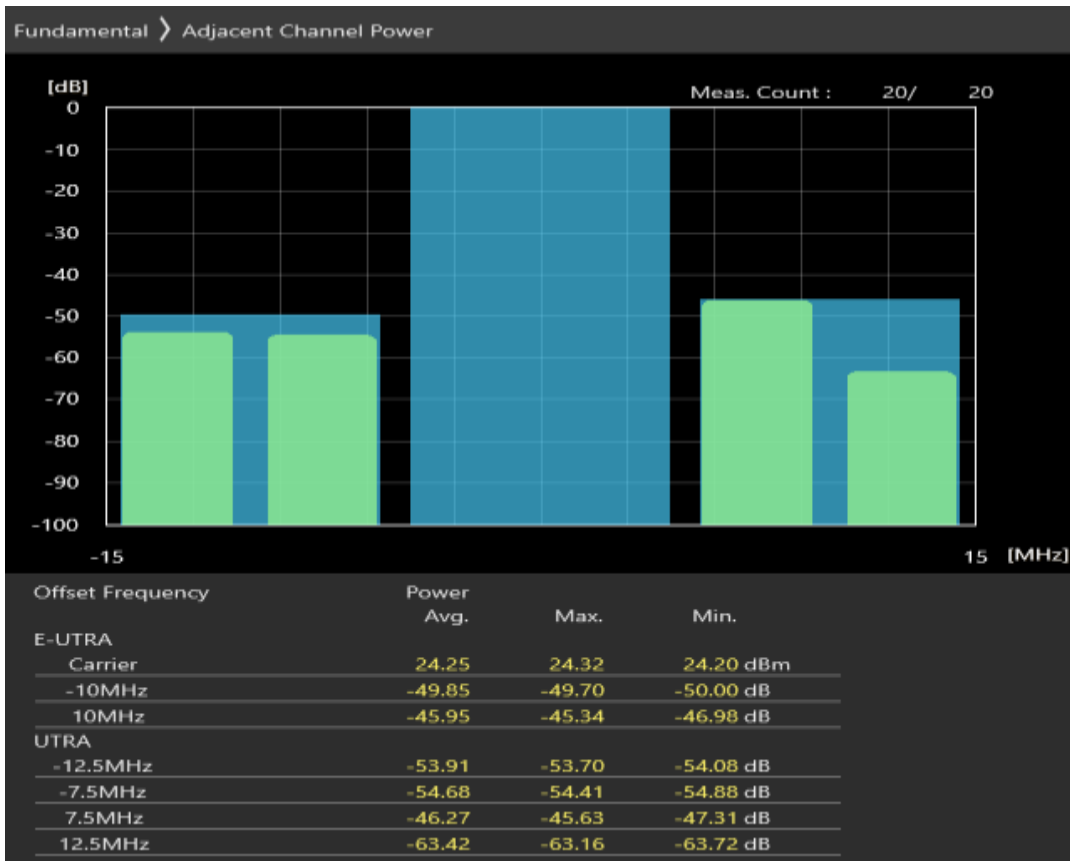 Fundamental ❯ Adjacent Channel Power
[dB]
Meas. Count : 20/ 20
0
-10
-20
-30
-40
-50
-60
-70
-80
-90
-100
-15 15 [MHz]
Offset Frequency Power
Avg. Max. Min.
E-UTRA
Carrier 24.25 24.32 24.20 dBm
-10MHz -49.85 -49.70 -50.00 dB
10MHz -45.95 -45.34 -46.98 dB
UTRA
-12.5MHz -53.91 -53.70 -54.08 dB
-7.5MHz -54.68 -54.41 -54.88 dB
7.5MHz -46.27 -45.63 -47.31 dB
12.5MHz -63.42 -63.16 -63.72 dB